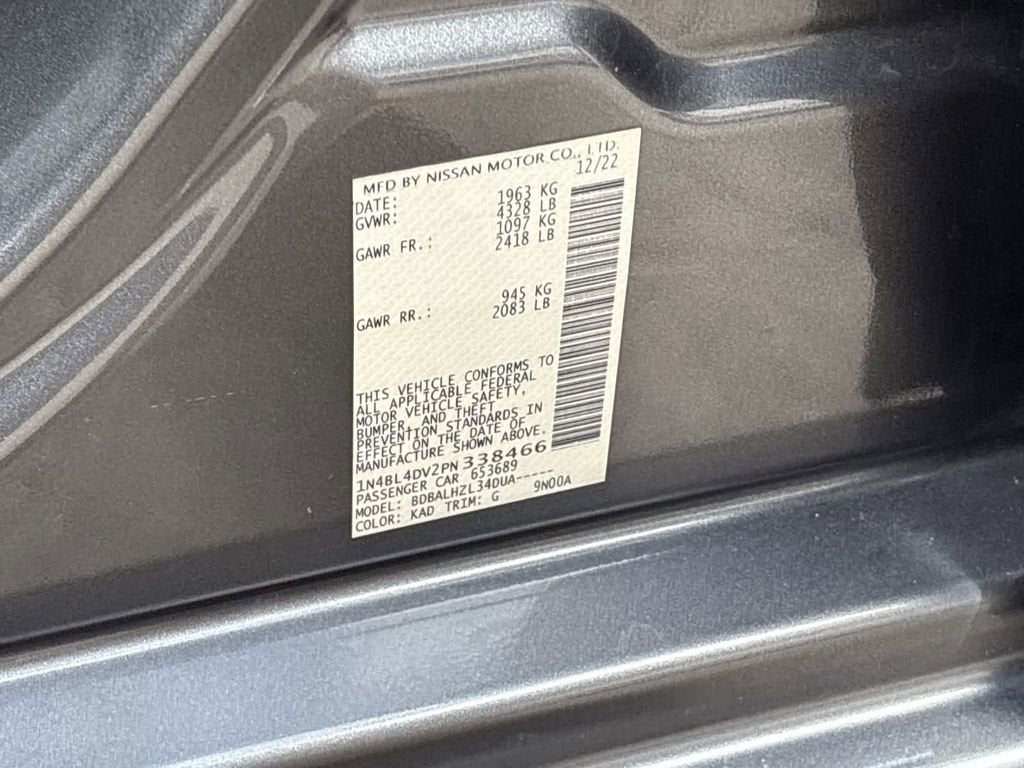 MFD BY NISSAN MOTOR CO., LTD.
DATE: 12/22
GVWR: 1963 KG
4328 LB
GAWR FR.: 1097 KG
2418 LB
GAWR RR.: 945 KG
2083 LB
THIS VEHICLE CONFORMS TO
ALL APPLICABLE FEDERAL
MOTOR VEHICLE SAFETY,
BUMPER, AND THEFT
PREVENTION STANDARDS IN
EFFECT ON THE DATE OF
MANUFACTURE SHOWN ABOVE.
1N4BL4DV2PN338466
PASSENGER CAR 653689
MODEL: BDBALHZL34DUA-----
COLOR: KAD TRIM: G 9N00A